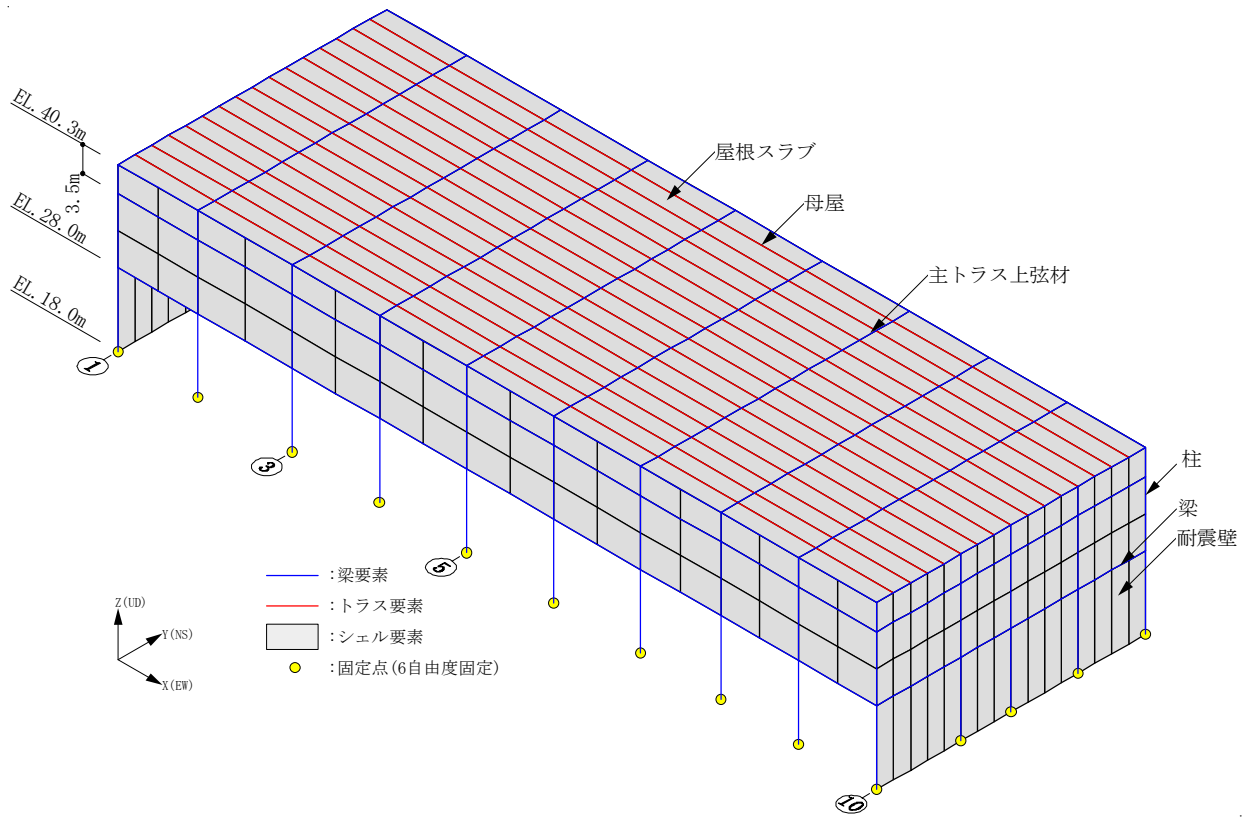 EL. 40.3m
3.5m
EL. 28.0m
EL. 18.0m
屋根スラブ
母屋
主トラス上弦材
柱
梁
耐震壁
1
3
5
10
:梁要素
:トラス要素
:シェル要素
:固定点(6自由度固定)
Z(UD)
Y(NS)
X(EW)